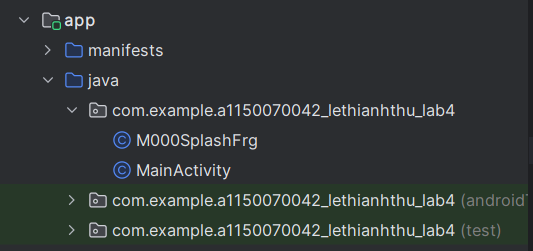 app
manifests
java
com.example.a1150070042_lethianhthu_lab4
M000SplashFrg
MainActivity
com.example.a1150070042_lethianhthu_lab4 (android
com.example.a1150070042_lethianhthu_lab4 (test)